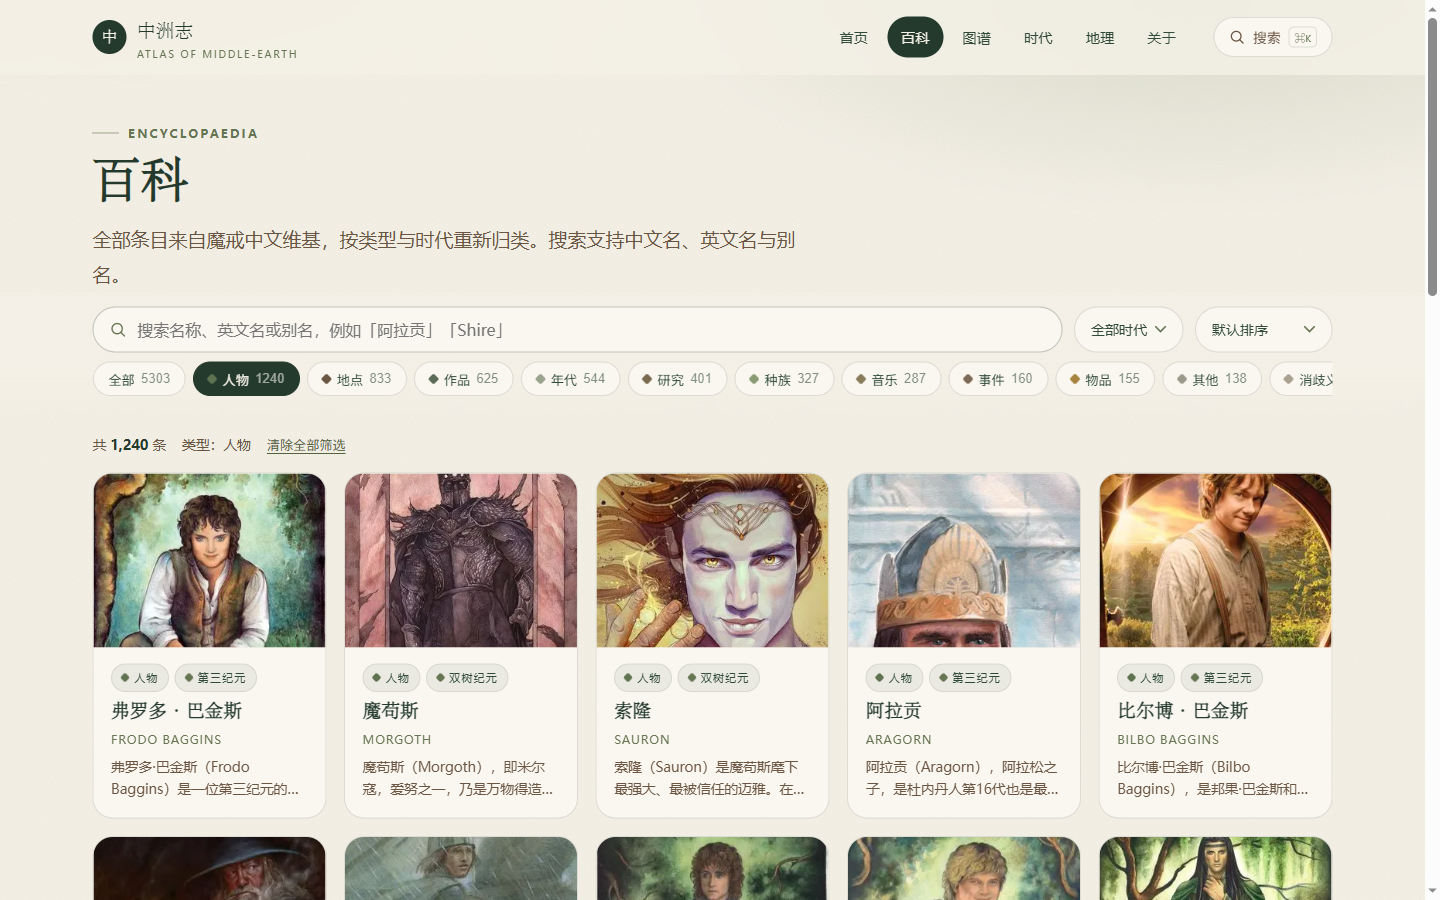 中
中洲志
ATLAS OF MIDDLE-EARTH
首页
百科
图谱
时代
地理
关于
搜索
⌘K
ENCYCLOPAEDIA
百科
全部条目来自魔戒中文维基，按类型与时代重新归类。搜索支持中文名、英文名与别
名。
搜索名称、英文名或别名，例如「阿拉贡」「Shire」
全部时代
默认排序
全部 5303
人物 1240
地点 833
作品 625
年代 544
研究 401
种族 327
音乐 287
事件 160
物品 155
其他 138
消歧义
共 1,240 条 类型：人物 清除全部筛选
人物
第三纪元
弗罗多 · 巴金斯
FRODO BAGGINS
弗罗多·巴金斯（Frodo
Baggins）是一位第三纪元的...
人物
双树纪元
魔苟斯
MORGOTH
魔苟斯（Morgoth），即米尔
寇，爱努之一，乃是万物得造...
人物
双树纪元
索隆
SAURON
索隆（Sauron）是魔苟斯麾下
最强大、最被信任的迈雅。在...
人物
第三纪元
阿拉贡
ARAGORN
阿拉贡（Aragorn），阿拉松之
子，是杜内丹人第16代也是最...
人物
第三纪元
比尔博 · 巴金斯
BILBO BAGGINS
比尔博·巴金斯（Bilbo
Baggins），是邦果·巴金斯和...